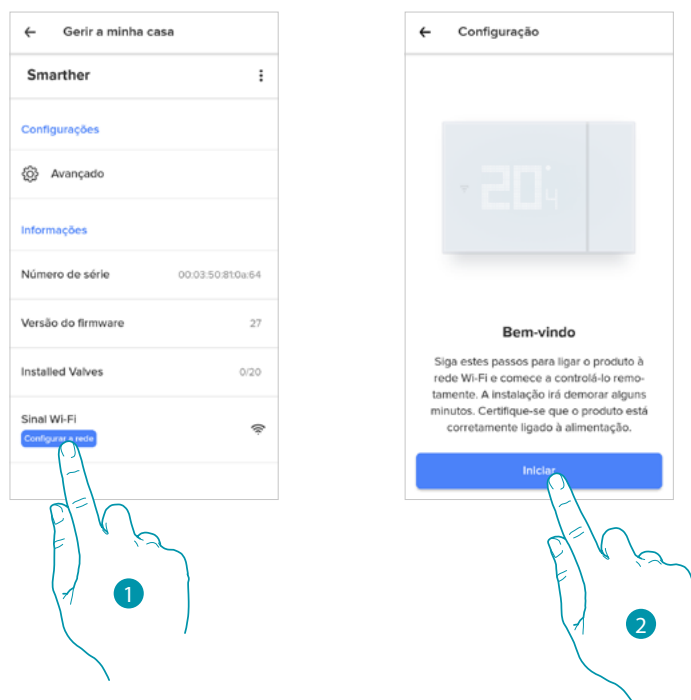 Gerir a minha casa
Smarther
Configurações
Avançado
Informações
Número de série 00:03:50:81:0a:64
Versão do firmware 27
Installed Valves 0/20
Sinal Wi-Fi
Configurar a rede
1
Configuração
20.4
Bem-vindo
Siga estes passos para ligar o produto à
rede Wi-Fi e comece a controlá-lo remo-
tamente. A instalação irá demorar alguns
minutos. Certifique-se que o produto está
corretamente ligado à alimentação.
Iniciar
2